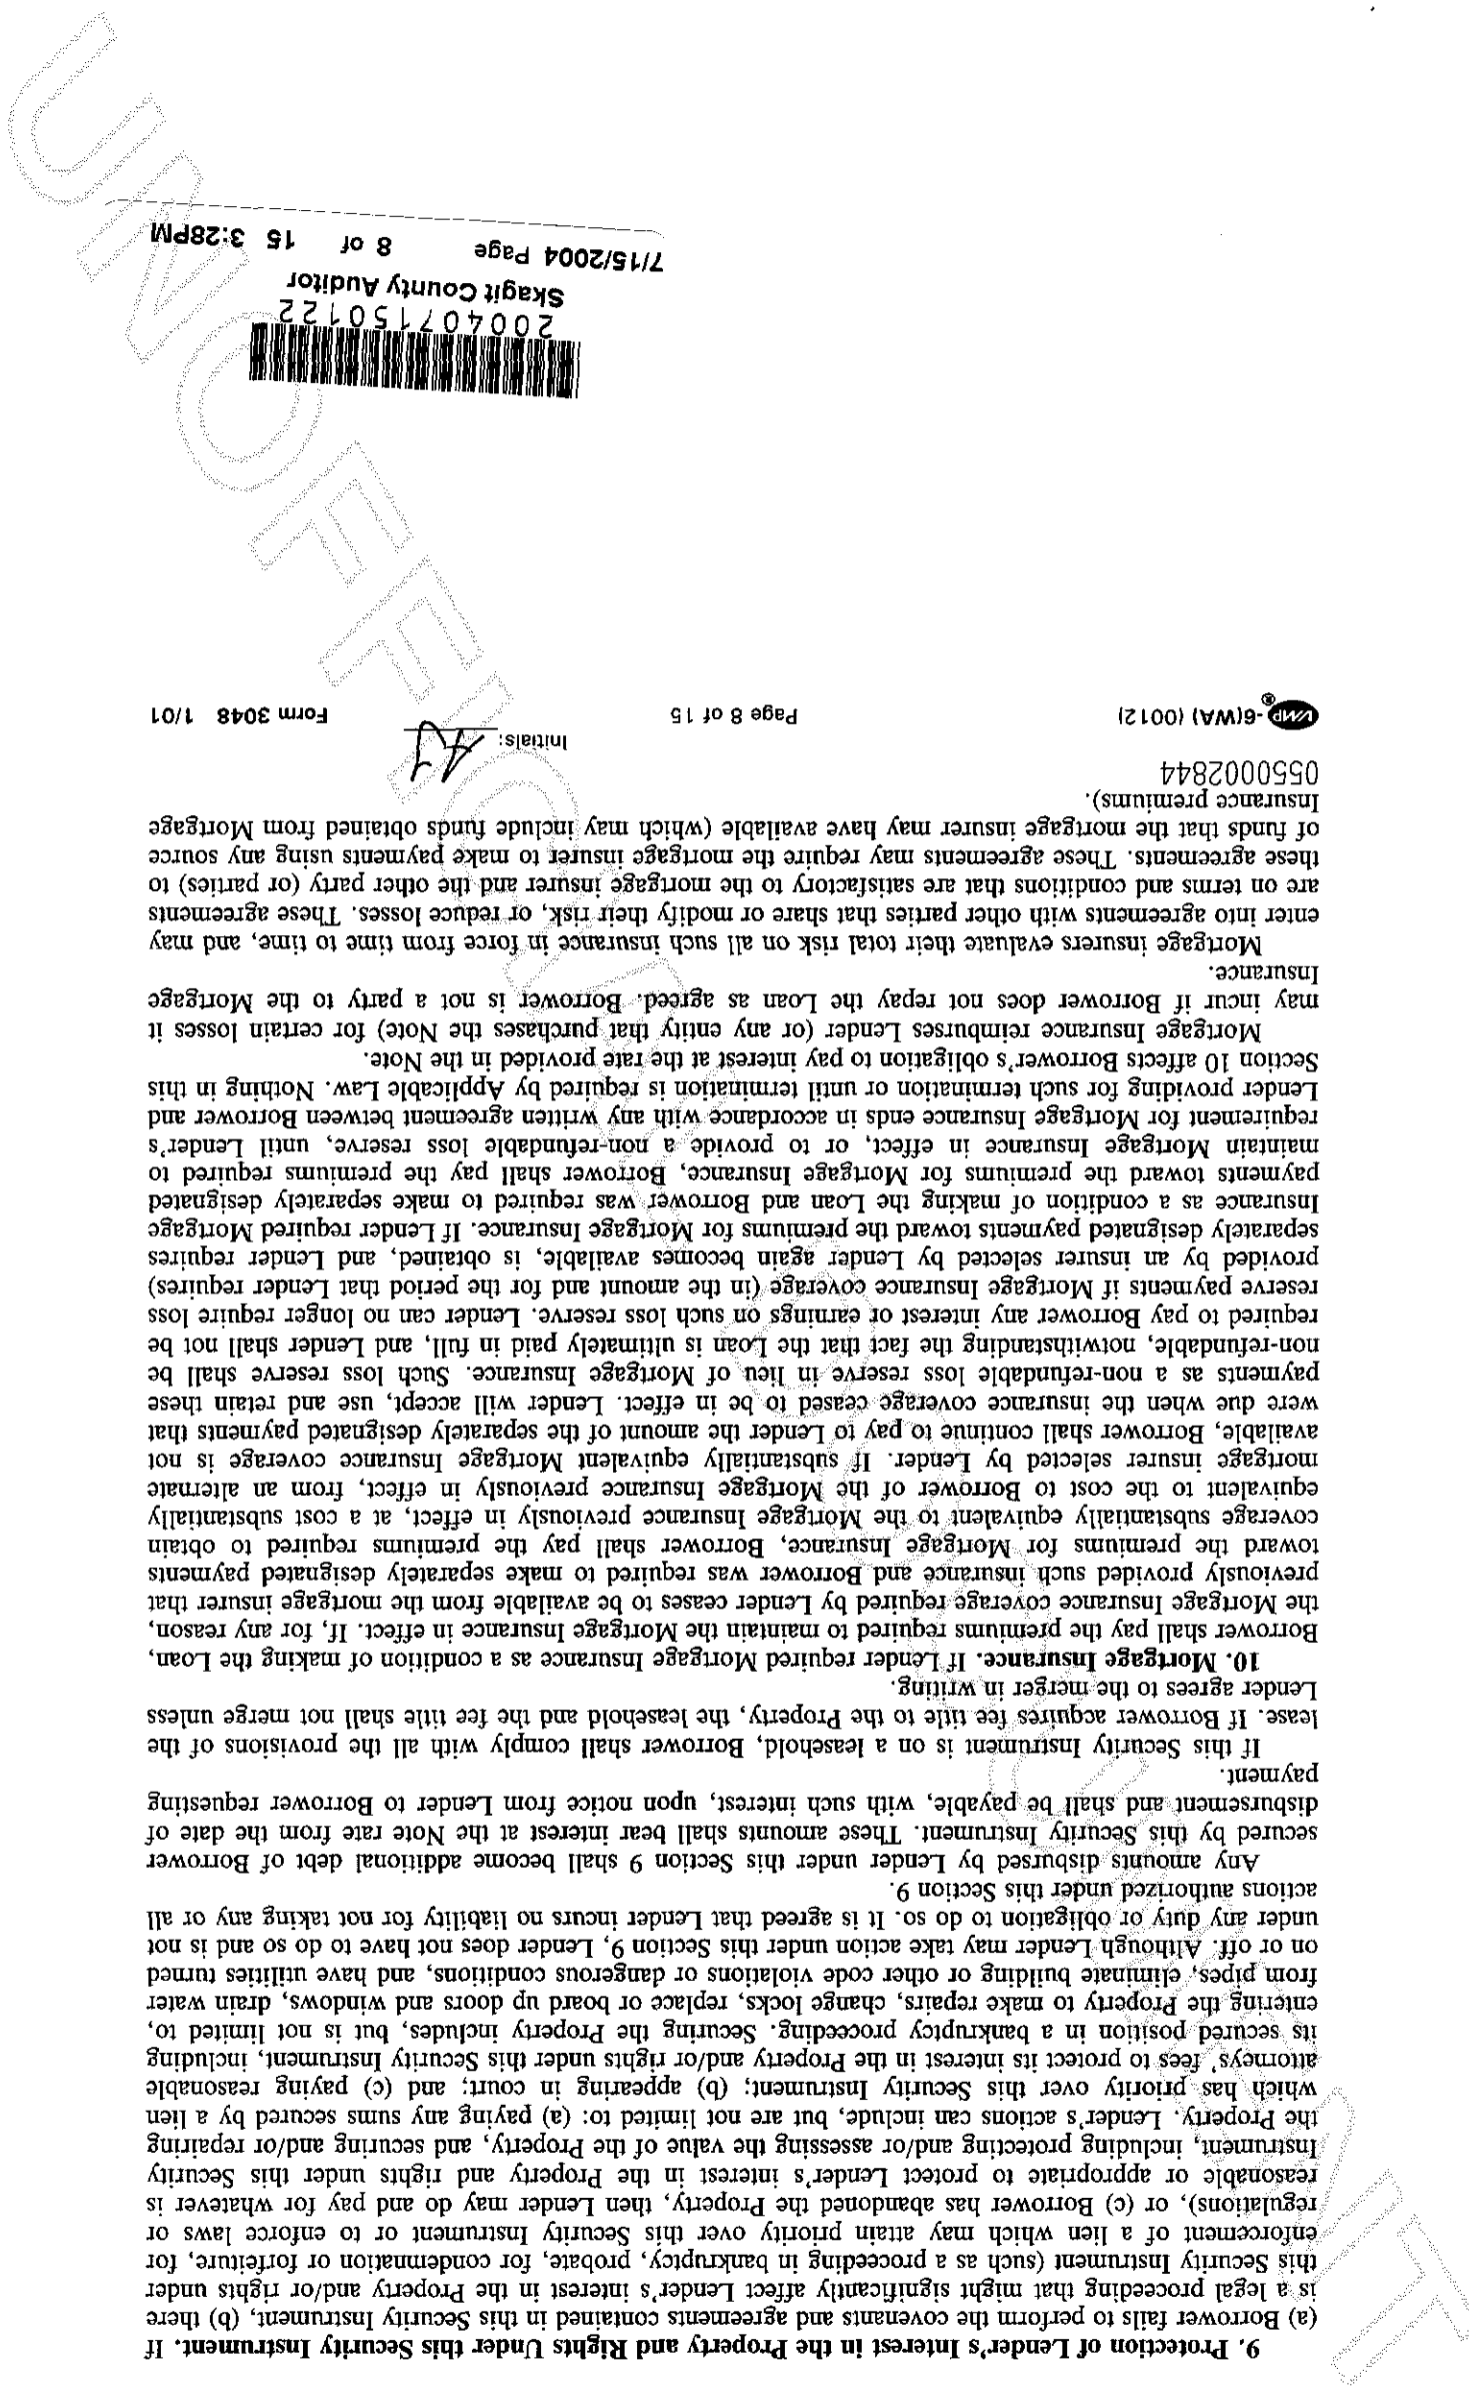 9. Protection of Lender's Interest in the Property and Rights Under this Security Instrument. If
(a) Borrower fails to perform the covenants and agreements contained in this Security Instrument, (b) there
is a legal proceeding that might significantly affect Lender's interest in the Property and/or rights under
this Security Instrument (such as a proceeding in bankruptcy, probate, for condemnation or forfeiture, for
enforcement of a lien which may attain priority over this Security Instrument or to enforce laws or
regulations), or (c) Borrower has abandoned the Property, then Lender may do and pay for whatever is
reasonable or appropriate to protect Lender's interest in the Property and rights under this Security
Instrument, including protecting and/or assessing the value of the Property, and securing and/or repairing
the Property. Lender's actions can include, but are not limited to: (a) paying any sums secured by a lien
which has priority over this Security Instrument; (b) appearing in court; and (c) paying reasonable
attorneys' fees to protect its interest in the Property and/or rights under this Security Instrument, including
its secured position in a bankruptcy proceeding. Securing the Property includes, but is not limited to,
entering the Property to make repairs, change locks, replace or board up doors and windows, drain water
from pipes, eliminate building or other code violations or dangerous conditions, and have utilities turned
on or off. Although Lender may take action under this Section 9, Lender does not have to do so and is not
under any duty or obligation to do so. It is agreed that Lender incurs no liability for not taking any or all
actions authorized under this Section 9.
Any amounts disbursed by Lender under this Section 9 shall become additional debt of Borrower
secured by this Security Instrument. These amounts shall bear interest at the Note rate from the date of
disbursement and shall be payable, with such interest, upon notice from Lender to Borrower requesting
payment.
If this Security Instrument is on a leasehold, Borrower shall comply with all the provisions of the
lease. If Borrower acquires fee title to the Property, the leasehold and the fee title shall not merge unless
Lender agrees to the merger in writing.
10. Mortgage Insurance. If Lender required Mortgage Insurance as a condition of making the Loan,
Borrower shall pay the premiums required to maintain the Mortgage Insurance in effect. If, for any reason,
the Mortgage Insurance coverage required by Lender ceases to be available from the mortgage insurer that
previously provided such insurance and Borrower was required to make separately designated payments
toward the premiums for Mortgage Insurance, Borrower shall pay the premiums required to obtain
coverage substantially equivalent to the Mortgage Insurance previously in effect, at a cost substantially
equivalent to the cost to Borrower of the Mortgage Insurance previously in effect, from an alternate
mortgage insurer selected by Lender. If substantially equivalent Mortgage Insurance coverage is not
available, Borrower shall continue to pay to Lender the amount of the separately designated payments that
were due when the insurance coverage ceased to be in effect. Lender will accept, use and retain these
payments as a non-refundable loss reserve in lieu of Mortgage Insurance. Such loss reserve shall be
non-refundable, notwithstanding the fact that the Loan is ultimately paid in full, and Lender shall not be
required to pay Borrower any interest or earnings on such loss reserve. Lender can no longer require loss
reserve payments if Mortgage Insurance coverage (in the amount and for the period that Lender requires)
provided by an insurer selected by Lender again becomes available, is obtained, and Lender requires
separately designated payments toward the premiums for Mortgage Insurance. If Lender required Mortgage
Insurance as a condition of making the Loan and Borrower was required to make separately designated
payments toward the premiums for Mortgage Insurance, Borrower shall pay the premiums required to
maintain Mortgage Insurance in effect, or to provide a non-refundable loss reserve, until Lender's
requirement for Mortgage Insurance ends in accordance with any written agreement between Borrower and
Lender providing for such termination or until termination is required by Applicable Law. Nothing in this
Section 10 affects Borrower's obligation to pay interest at the rate provided in the Note.
Mortgage Insurance reimburses Lender (or any entity that purchases the Note) for certain losses it
may incur if Borrower does not repay the Loan as agreed. Borrower is not a party to the Mortgage
Insurance.
Mortgage insurers evaluate their total risk on all such insurance in force from time to time, and may
enter into agreements with other parties that share or modify their risk, or reduce losses. These agreements
are on terms and conditions that are satisfactory to the mortgage insurer and the other party (or parties) to
these agreements. These agreements may require the mortgage insurer to make payments using any source
of funds that the mortgage insurer may have available (which may include funds obtained from Mortgage
Insurance premiums).
0550002844
Initials: AJ
VMP®-6(WA) (0012) Page 8 of 15 Form 3048 1/01
200407150122
Skagit County Auditor
7/15/2004 Page 8 of 15 3:28PM
UNOFFICIAL DOCUMENT